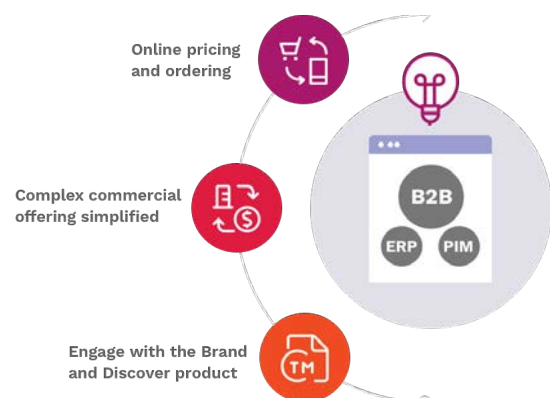 Online pricing
and ordering
Complex commercial
offering simplified
Engage with the Brand
and Discover product
$
TM
B2B
ERP
PIM